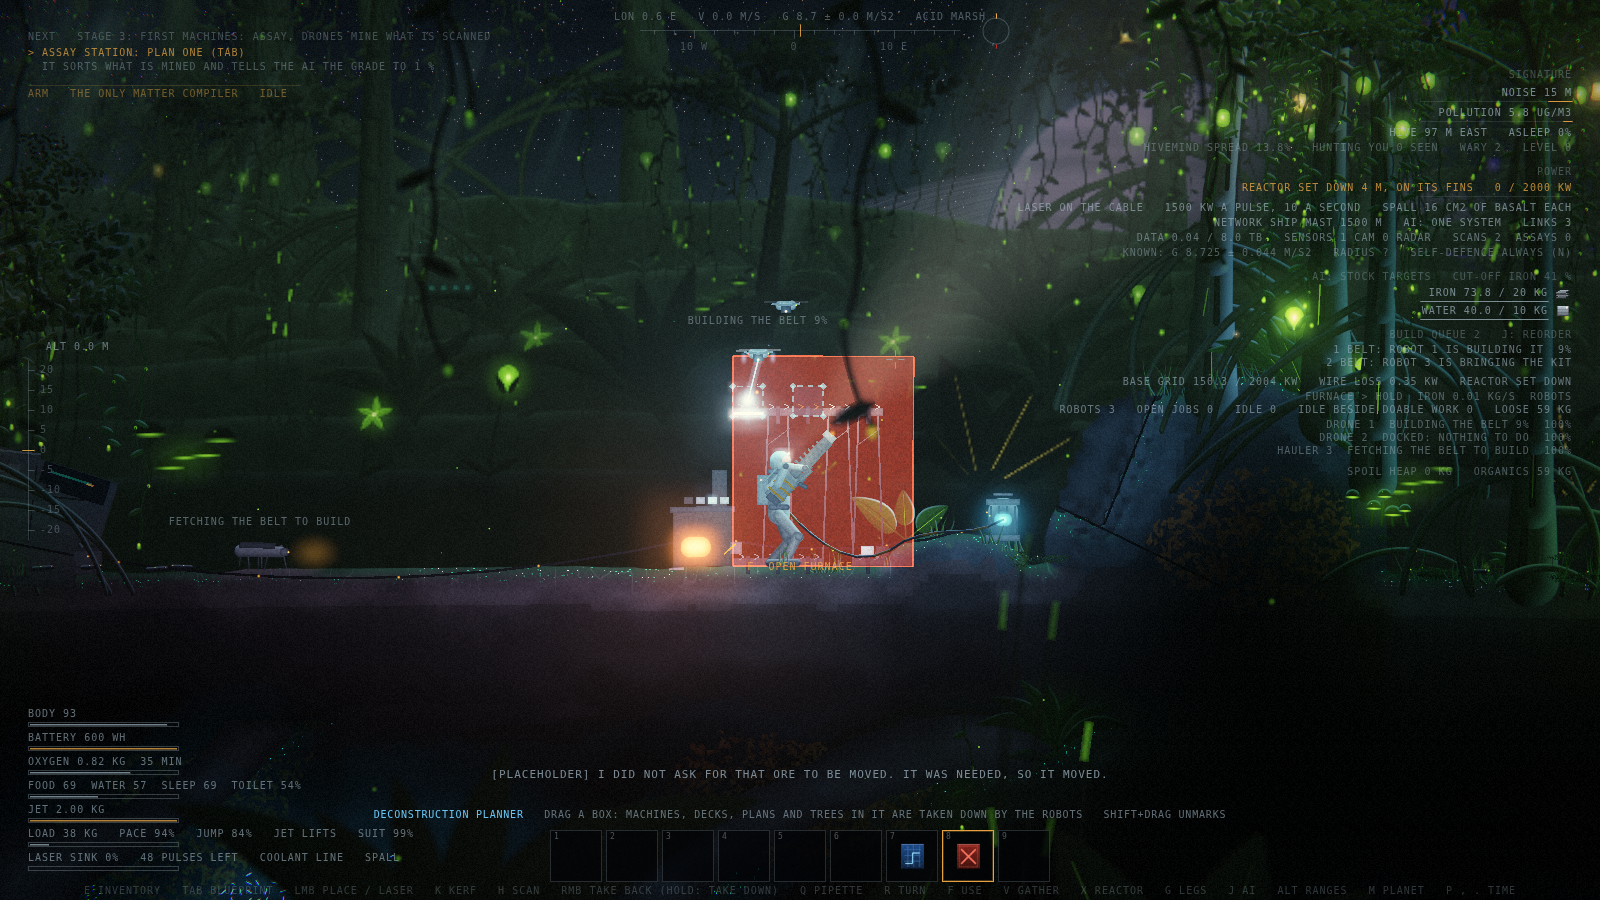 LON 0.6 E   V 0.0 M/S   G 8.7 ± 0.0 M/S2   ACID MARSH
10 W   0   10 E
NEXT   STAGE 3: FIRST MACHINES: ASSAY, DRONES MINE WHAT IS SCANNED
> ASSAY STATION: PLAN ONE (TAB)
IT SORTS WHAT IS MINED AND TELLS THE AI THE GRADE TO 1 %
ARM   THE ONLY MATTER COMPILER   IDLE
SIGNATURE
NOISE 15 M
POLLUTION 5.8 UG/M3
HIVE 97 M EAST   ASLEEP 0%
HIVEMIND SPREAD 13.8%   HUNTING YOU 0 SEEN   WARY 2   LEVEL 0
POWER
REACTOR SET DOWN 4 M, ON ITS FINS   0 / 2000 KW
LASER ON THE CABLE   1500 KW A PULSE, 10 A SECOND   SPALL 16 CM2 OF BASALT EACH
NETWORK SHIP MAST 1500 M   AI: ONE SYSTEM   LINKS 3
DATA 0.04 / 8.0 TB   SENSORS 1 CAM 0 RADAR   SCANS 2   ASSAYS 0
KNOWN: G 8.725 ± 0.044 M/S2   RADIUS ?   SELF-DEFENCE ALWAYS (N)
AI: STOCK TARGETS   CUT-OFF IRON 41 %
IRON 73.8 / 20 KG
WATER 40.0 / 10 KG
BUILD QUEUE 2   J: REORDER
1 BELT: ROBOT 1 IS BUILDING IT   9%
2 BELT: ROBOT 3 IS BRINGING THE KIT
BASE GRID 150.3 / 2004 KW   WIRE LOSS 0.35 KW   REACTOR SET DOWN
FURNACE > HOLD   IRON 0.01 KG/S   ROBOTS
ROBOTS 3   OPEN JOBS 0   IDLE 0   IDLE BESIDE DOABLE WORK 0   LOOSE 59 KG
DRONE 1   BUILDING THE BELT 9%   100%
DRONE 2   DOCKED: NOTHING TO DO   100%
HAULER 3   FETCHING THE BELT TO BUILD   100%
SPOIL HEAP 0 KG   ORGANICS 59 KG
BUILDING THE BELT 9%
ALT 0.0 M
20
15
10
5
0
-5
-10
-15
-20
FETCHING THE BELT TO BUILD
F   OPEN FURNACE
BODY 93
BATTERY 600 WH
OXYGEN 0.82 KG   35 MIN
FOOD 69   WATER 57   SLEEP 69   TOILET 54%
JET 2.00 KG
LOAD 38 KG   PACE 94%   JUMP 84%   JET LIFTS   SUIT 99%
LASER SINK 0%   48 PULSES LEFT   COOLANT LINE   SPALL
[PLACEHOLDER] I DID NOT ASK FOR THAT ORE TO BE MOVED. IT WAS NEEDED, SO IT MOVED.
DECONSTRUCTION PLANNER   DRAG A BOX: MACHINES, DECKS, PLANS AND TREES IN IT ARE TAKEN DOWN BY THE ROBOTS   SHIFT+DRAG UNMARKS
1 2 3 4 5 6 7 8 9
E INVENTORY   TAB BLUEPRINT   LMB PLACE / LASER   K KERF   H SCAN   RMB TAKE BACK (HOLD: TAKE DOWN)   Q PIPETTE   R TURN   F USE   V GATHER   X REACTOR   G LEGS   J AI   ALT RANGES   M PLANET   P , . TIME